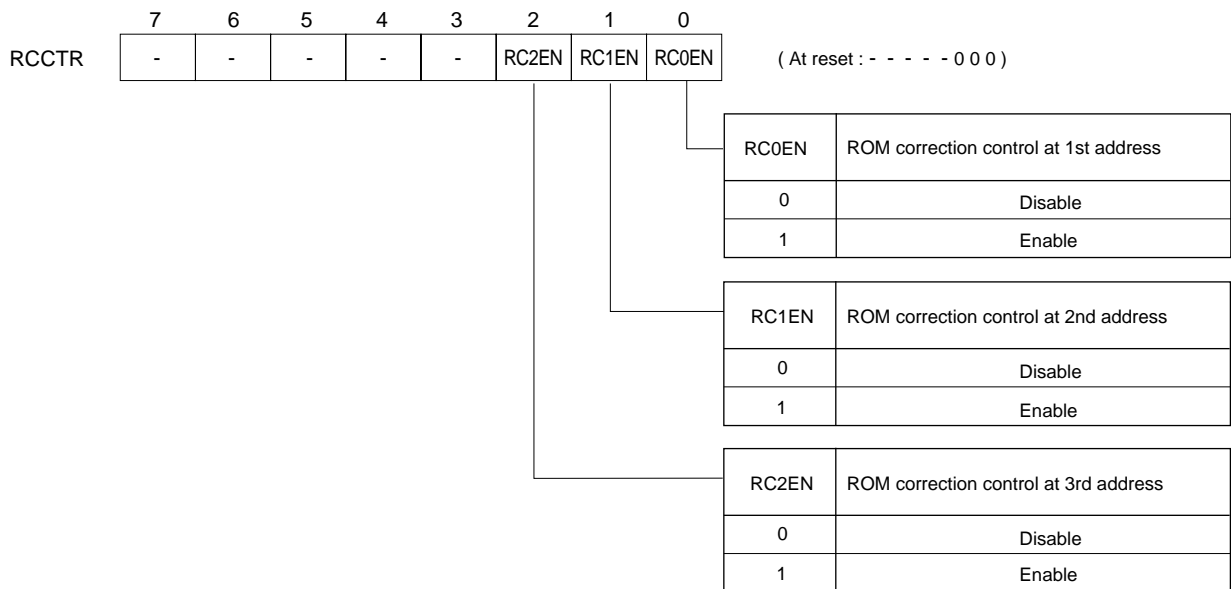 7 6 5 4 3 2 1 0
RCCTR - - - - - RC2EN RC1EN RC0EN ( At reset : - - - - - 0 0 0 )
RC0EN ROM correction control at 1st address
0 Disable
1 Enable
RC1EN ROM correction control at 2nd address
0 Disable
1 Enable
RC2EN ROM correction control at 3rd address
0 Disable
1 Enable